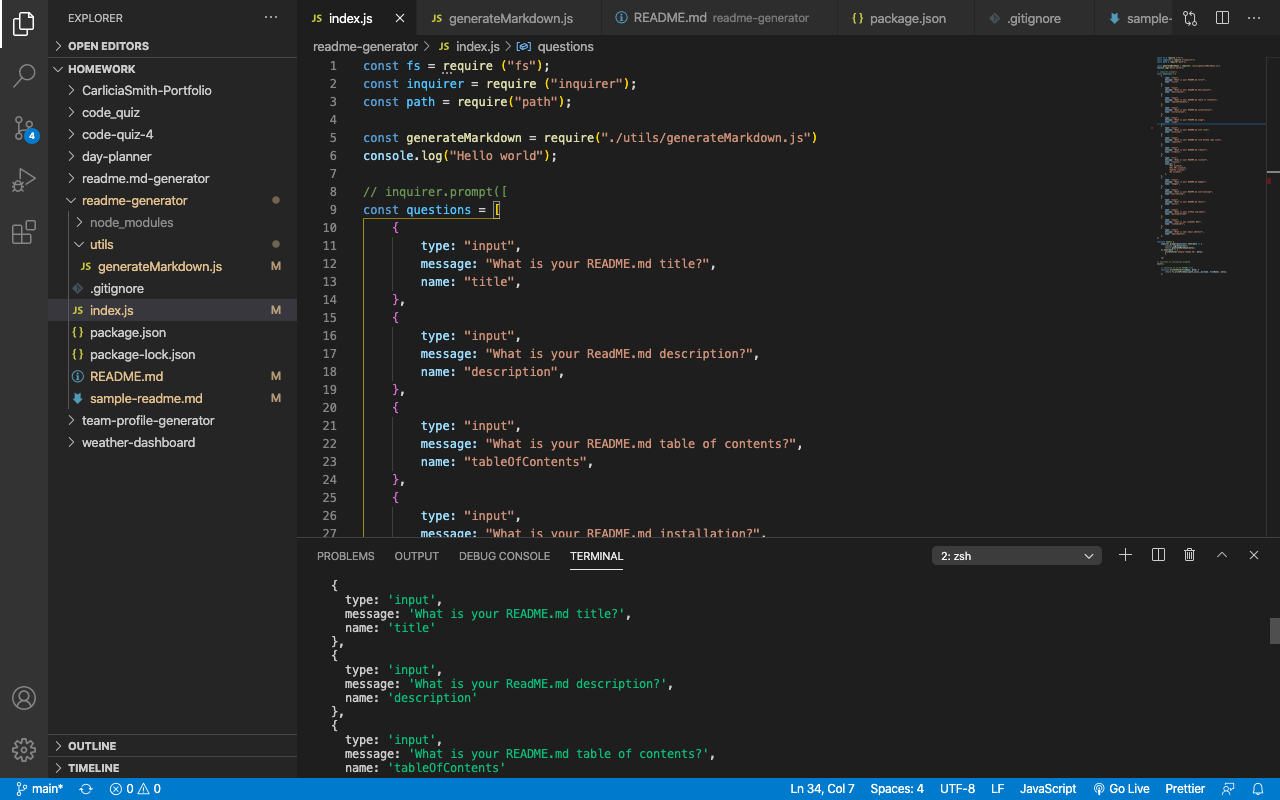 EXPLORER
OPEN EDITORS
HOMEWORK
CarliciaSmith-Portfolio
code_quiz
code-quiz-4
day-planner
readme.md-generator
readme-generator
node_modules
utils
JS generateMarkdown.js M
.gitignore
JS index.js M
{} package.json
{} package-lock.json
README.md M
sample-readme.md M
team-profile-generator
weather-dashboard
OUTLINE
TIMELINE
4
JS index.js
JS generateMarkdown.js
README.md readme-generator
{} package.json
.gitignore
sample-
readme-generator > JS index.js > questions
1 const fs = require ("fs");
2 const inquirer = require ("inquirer");
3 const path = require("path");
4
5 const generateMarkdown = require("./utils/generateMarkdown.js")
6 console.log("Hello world");
7
8 // inquirer.prompt([
9 const questions = [
10 {
11 type: "input",
12 message: "What is your README.md title?",
13 name: "title",
14 },
15 {
16 type: "input",
17 message: "What is your ReadME.md description?",
18 name: "description",
19 },
20 {
21 type: "input",
22 message: "What is your README.md table of contents?",
23 name: "tableOfContents",
24 },
25 {
26 type: "input",
27 message: "What is your README.md installation?",
PROBLEMS OUTPUT DEBUG CONSOLE TERMINAL 2: zsh
{
type: 'input',
message: 'What is your README.md title?',
name: 'title'
},
{
type: 'input',
message: 'What is your ReadME.md description?',
name: 'description'
},
{
type: 'input',
message: 'What is your README.md table of contents?',
name: 'tableOfContents'
main* 0 0 Ln 34, Col 7 Spaces: 4 UTF-8 LF JavaScript Go Live Prettier